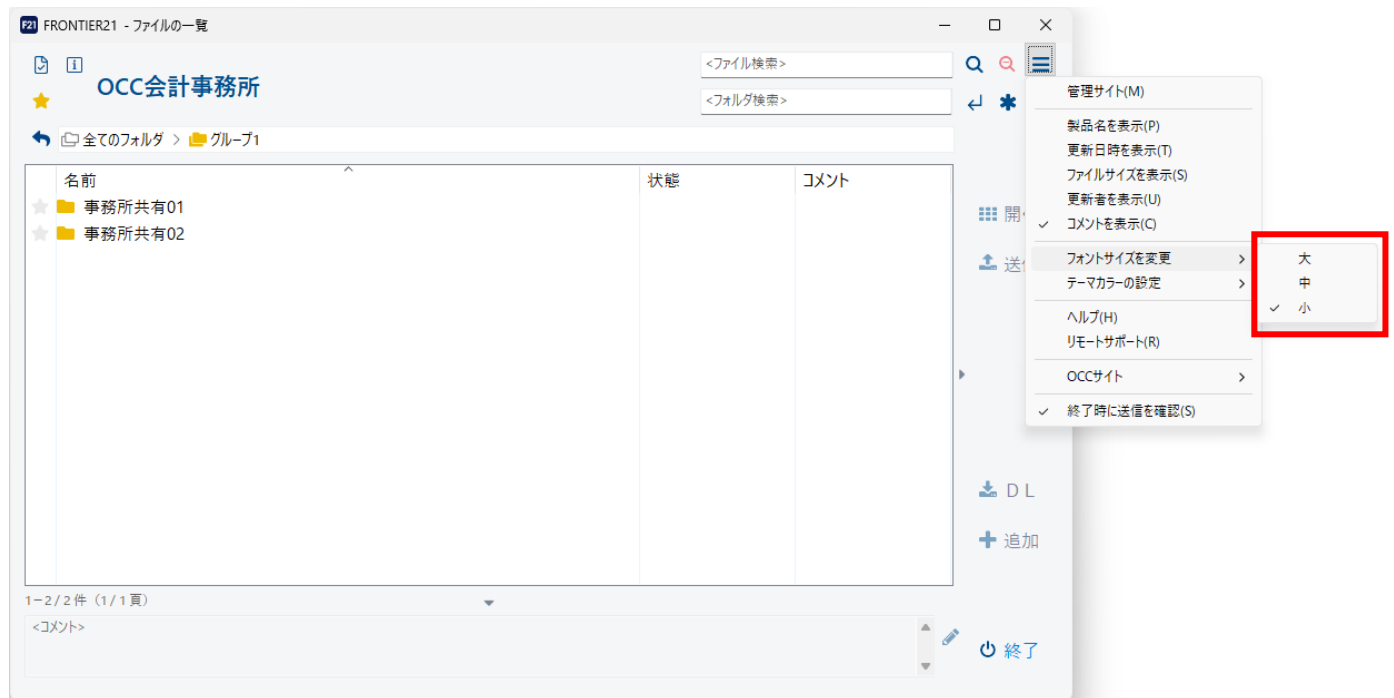 F21 FRONTIER21 - ファイルの一覧
OCC会計事務所
<ファイル検索>
<フォルダ検索>
全てのフォルダ > グループ1
名前 状態 コメント
事務所共有01
事務所共有02
開
送
DL
追加
終了
1-2/2件 (1/1頁)
<コメント>
管理サイト(M)
製品名を表示(P)
更新日時を表示(T)
ファイルサイズを表示(S)
更新者を表示(U)
✓ コメントを表示(C)
フォントサイズを変更 >
テーマカラーの設定 >
ヘルプ(H)
リモートサポート(R)
OCCサイト >
✓ 終了時に送信を確認(S)
大
中
✓ 小